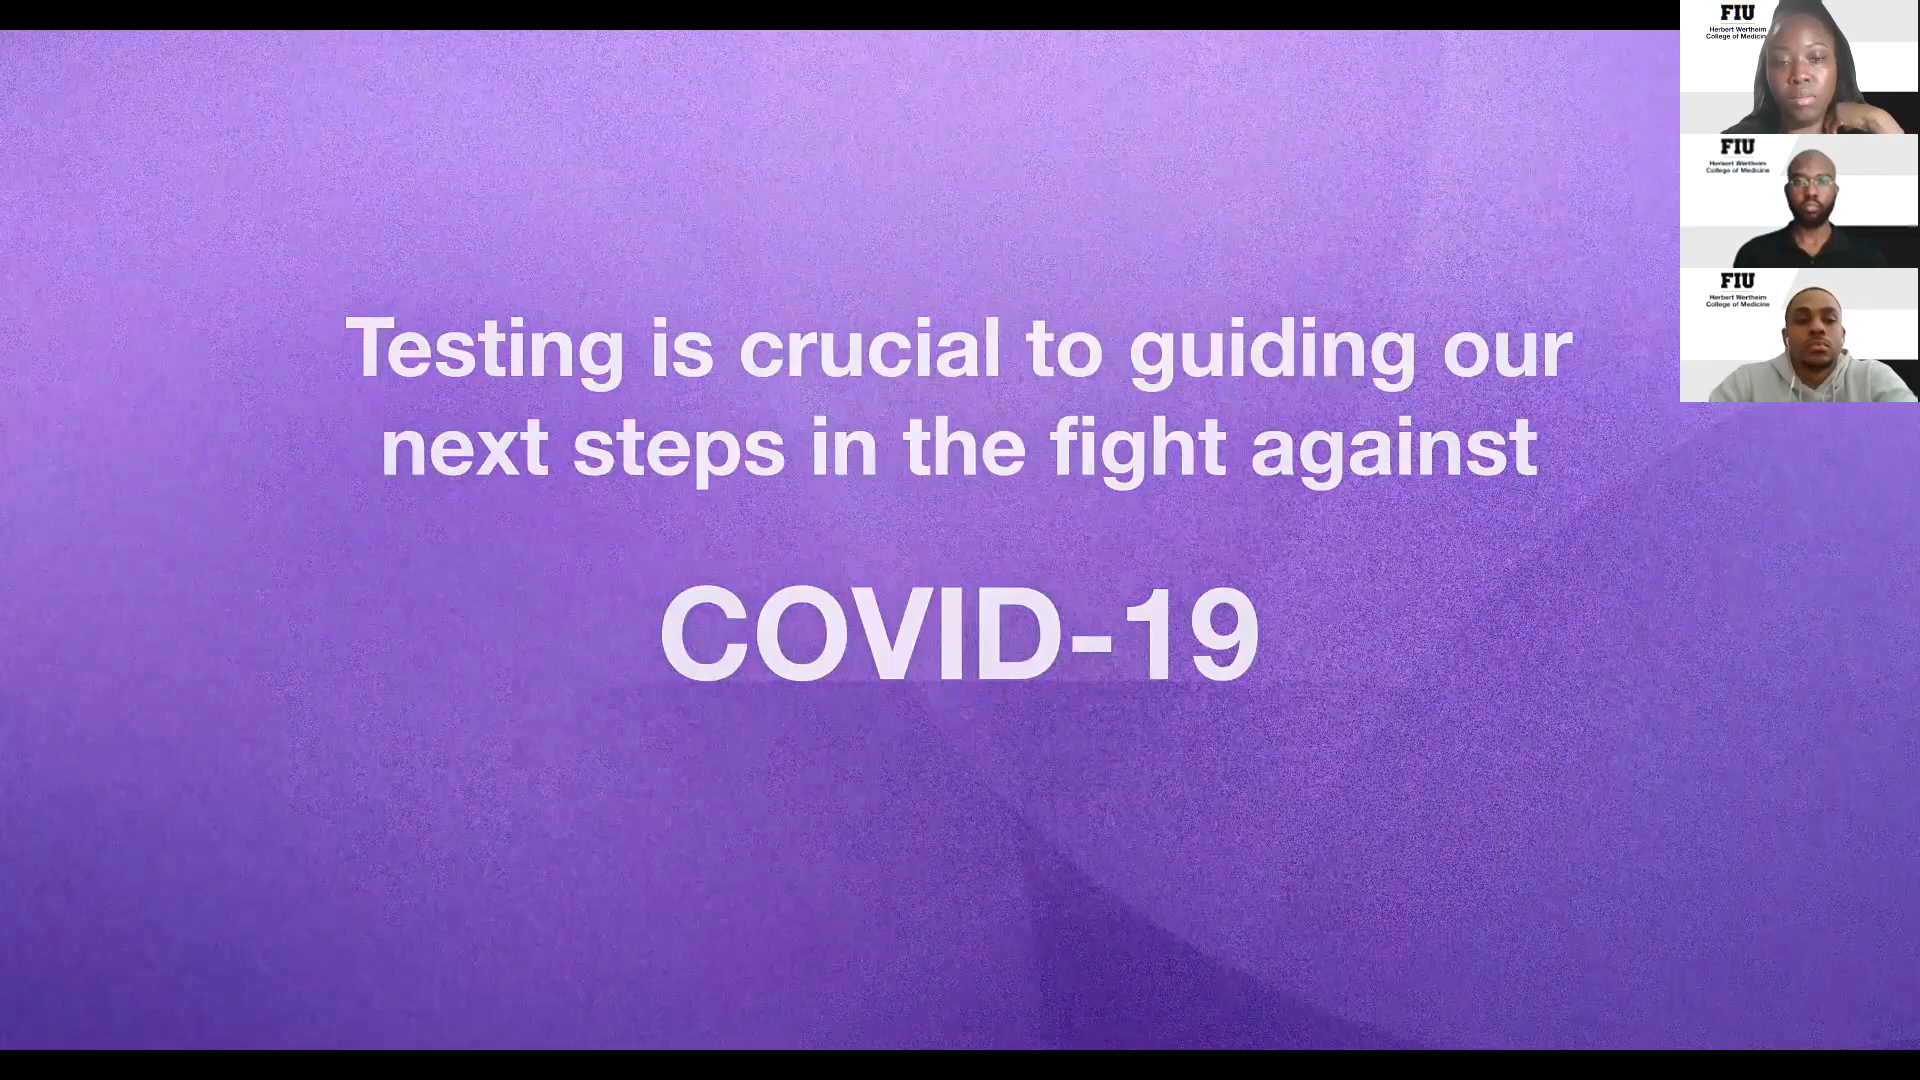 Testing is crucial to guiding our
next steps in the fight against
COVID-19
FIU
Herbert Wertheim
College of Medicine
FIU
Herbert Wertheim
College of Medicine
FIU
Herbert Wertheim
College of Medicine